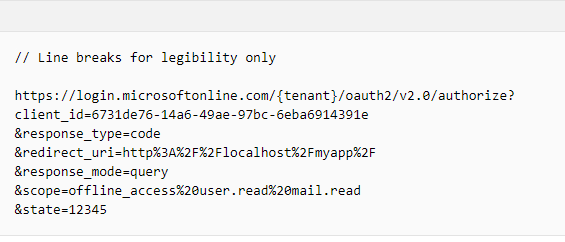 // Line breaks for legibility only
https://login.microsoftonline.com/{tenant}/oauth2/v2.0/authorize?
client_id=6731de76-14a6-49ae-97bc-6eba6914391e
&response_type=code
&redirect_uri=http%3A%2F%2Flocalhost%2Fmyapp%2F
&response_mode=query
&scope=offline_access%20user.read%20mail.read
&state=12345